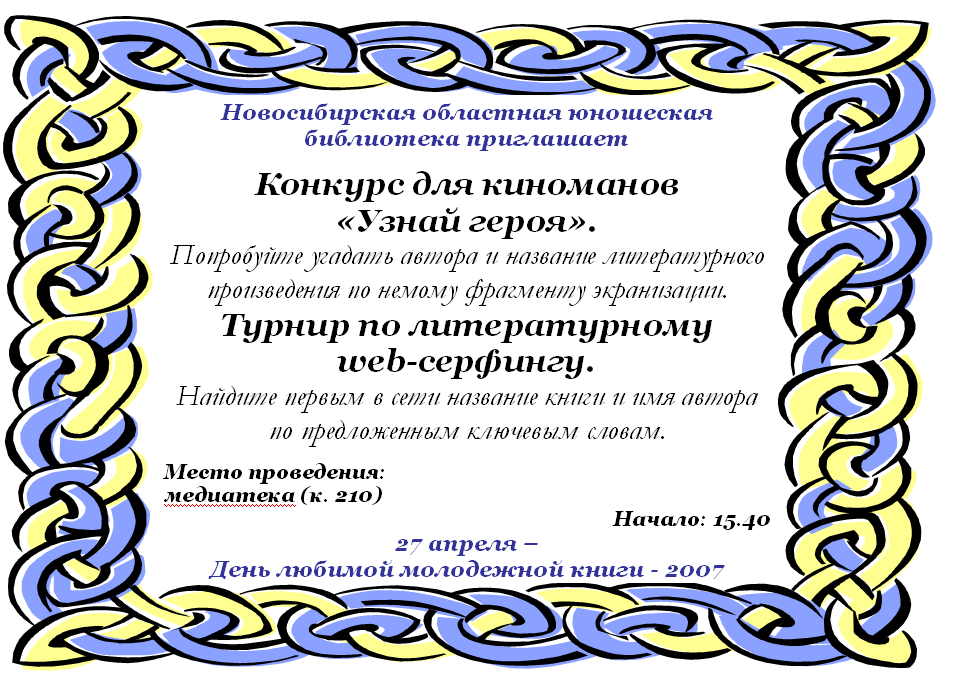 Новосибирская областная юношеская
библиотека приглашает
Конкурс для киноманов
«Узнай героя».
Попробуйте угадать автора и название литературного
произведения по немому фрагменту экранизации.
Турнир по литературному
web-серфингу.
Найдите первым в сети название книги и имя автора
по предложенным ключевым словам.
Место проведения:
медиатека (к. 210)
Начало: 15.40
27 апреля –
День любимой молодежной книги - 2007